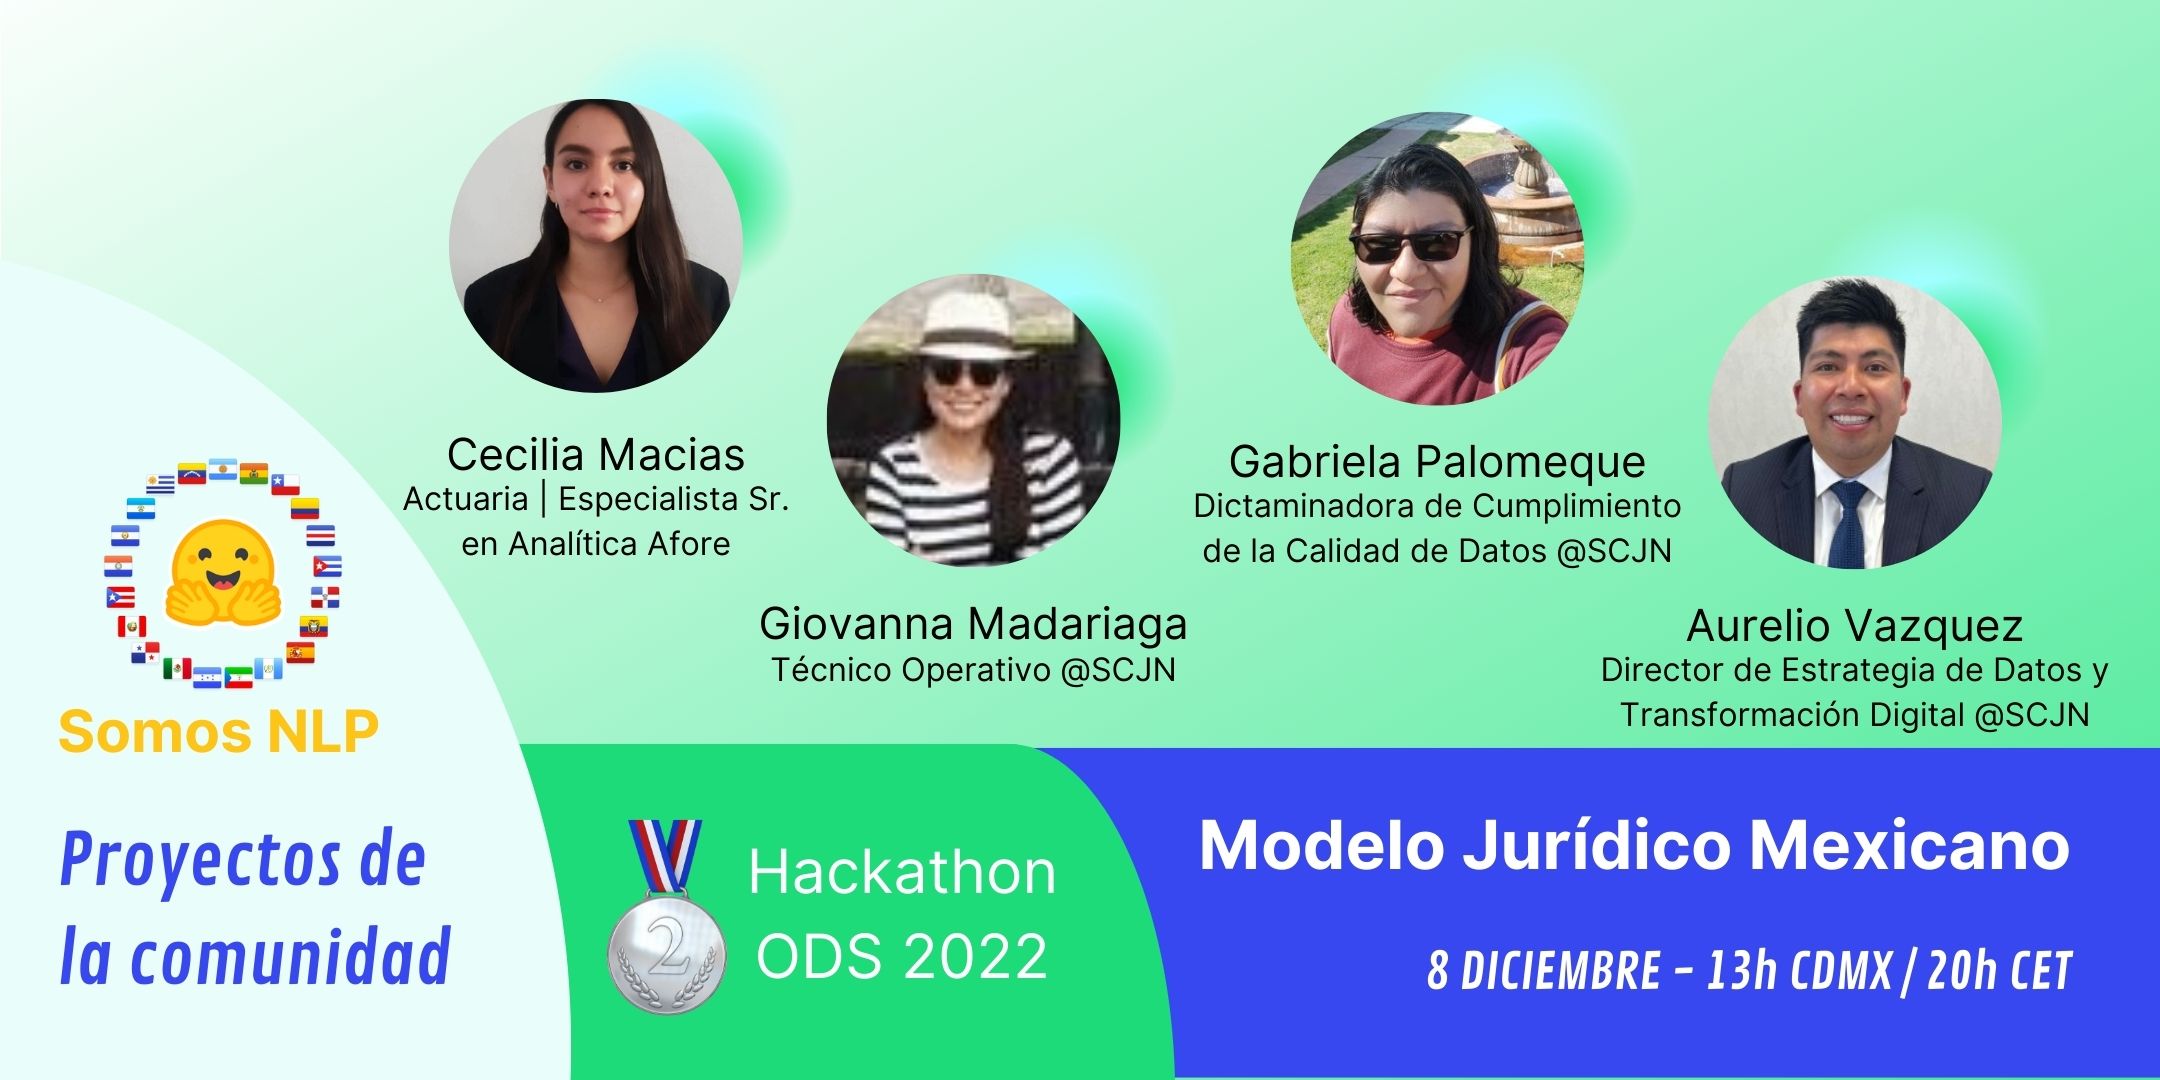 Cecilia Macias
Actuaria | Especialista Sr.
en Analítica Afore
Giovanna Madariaga
Técnico Operativo @SCJN
Gabriela Palomeque
Dictaminadora de Cumplimiento
de la Calidad de Datos @SCJN
Aurelio Vazquez
Director de Estrategia de Datos y
Transformación Digital @SCJN
Somos NLP
Proyectos de
la comunidad
2
Hackathon
ODS 2022
Modelo Jurídico Mexicano
8 DICIEMBRE – 13h CDMX / 20h CET